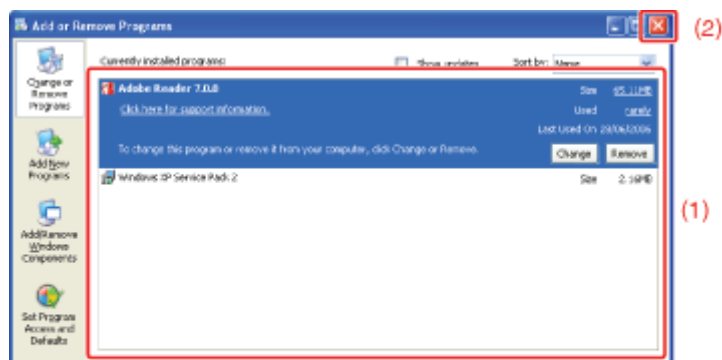 Add or Remove Programs
(2)
Currently installed programs:
Show updates
Sort by: Name
Change or
Remove
Programs
Adobe Reader 7.0.8
Size 65.11MB
Click here for support information.
Used rarely
Last Used On 28/06/2006
To change this program or remove it from your computer, click Change or Remove.
Change
Remove
Add New
Programs
Windows XP Service Pack 2
Size 2.16MB
(1)
Add/Remove
Windows
Components
Set Program
Access and
Defaults